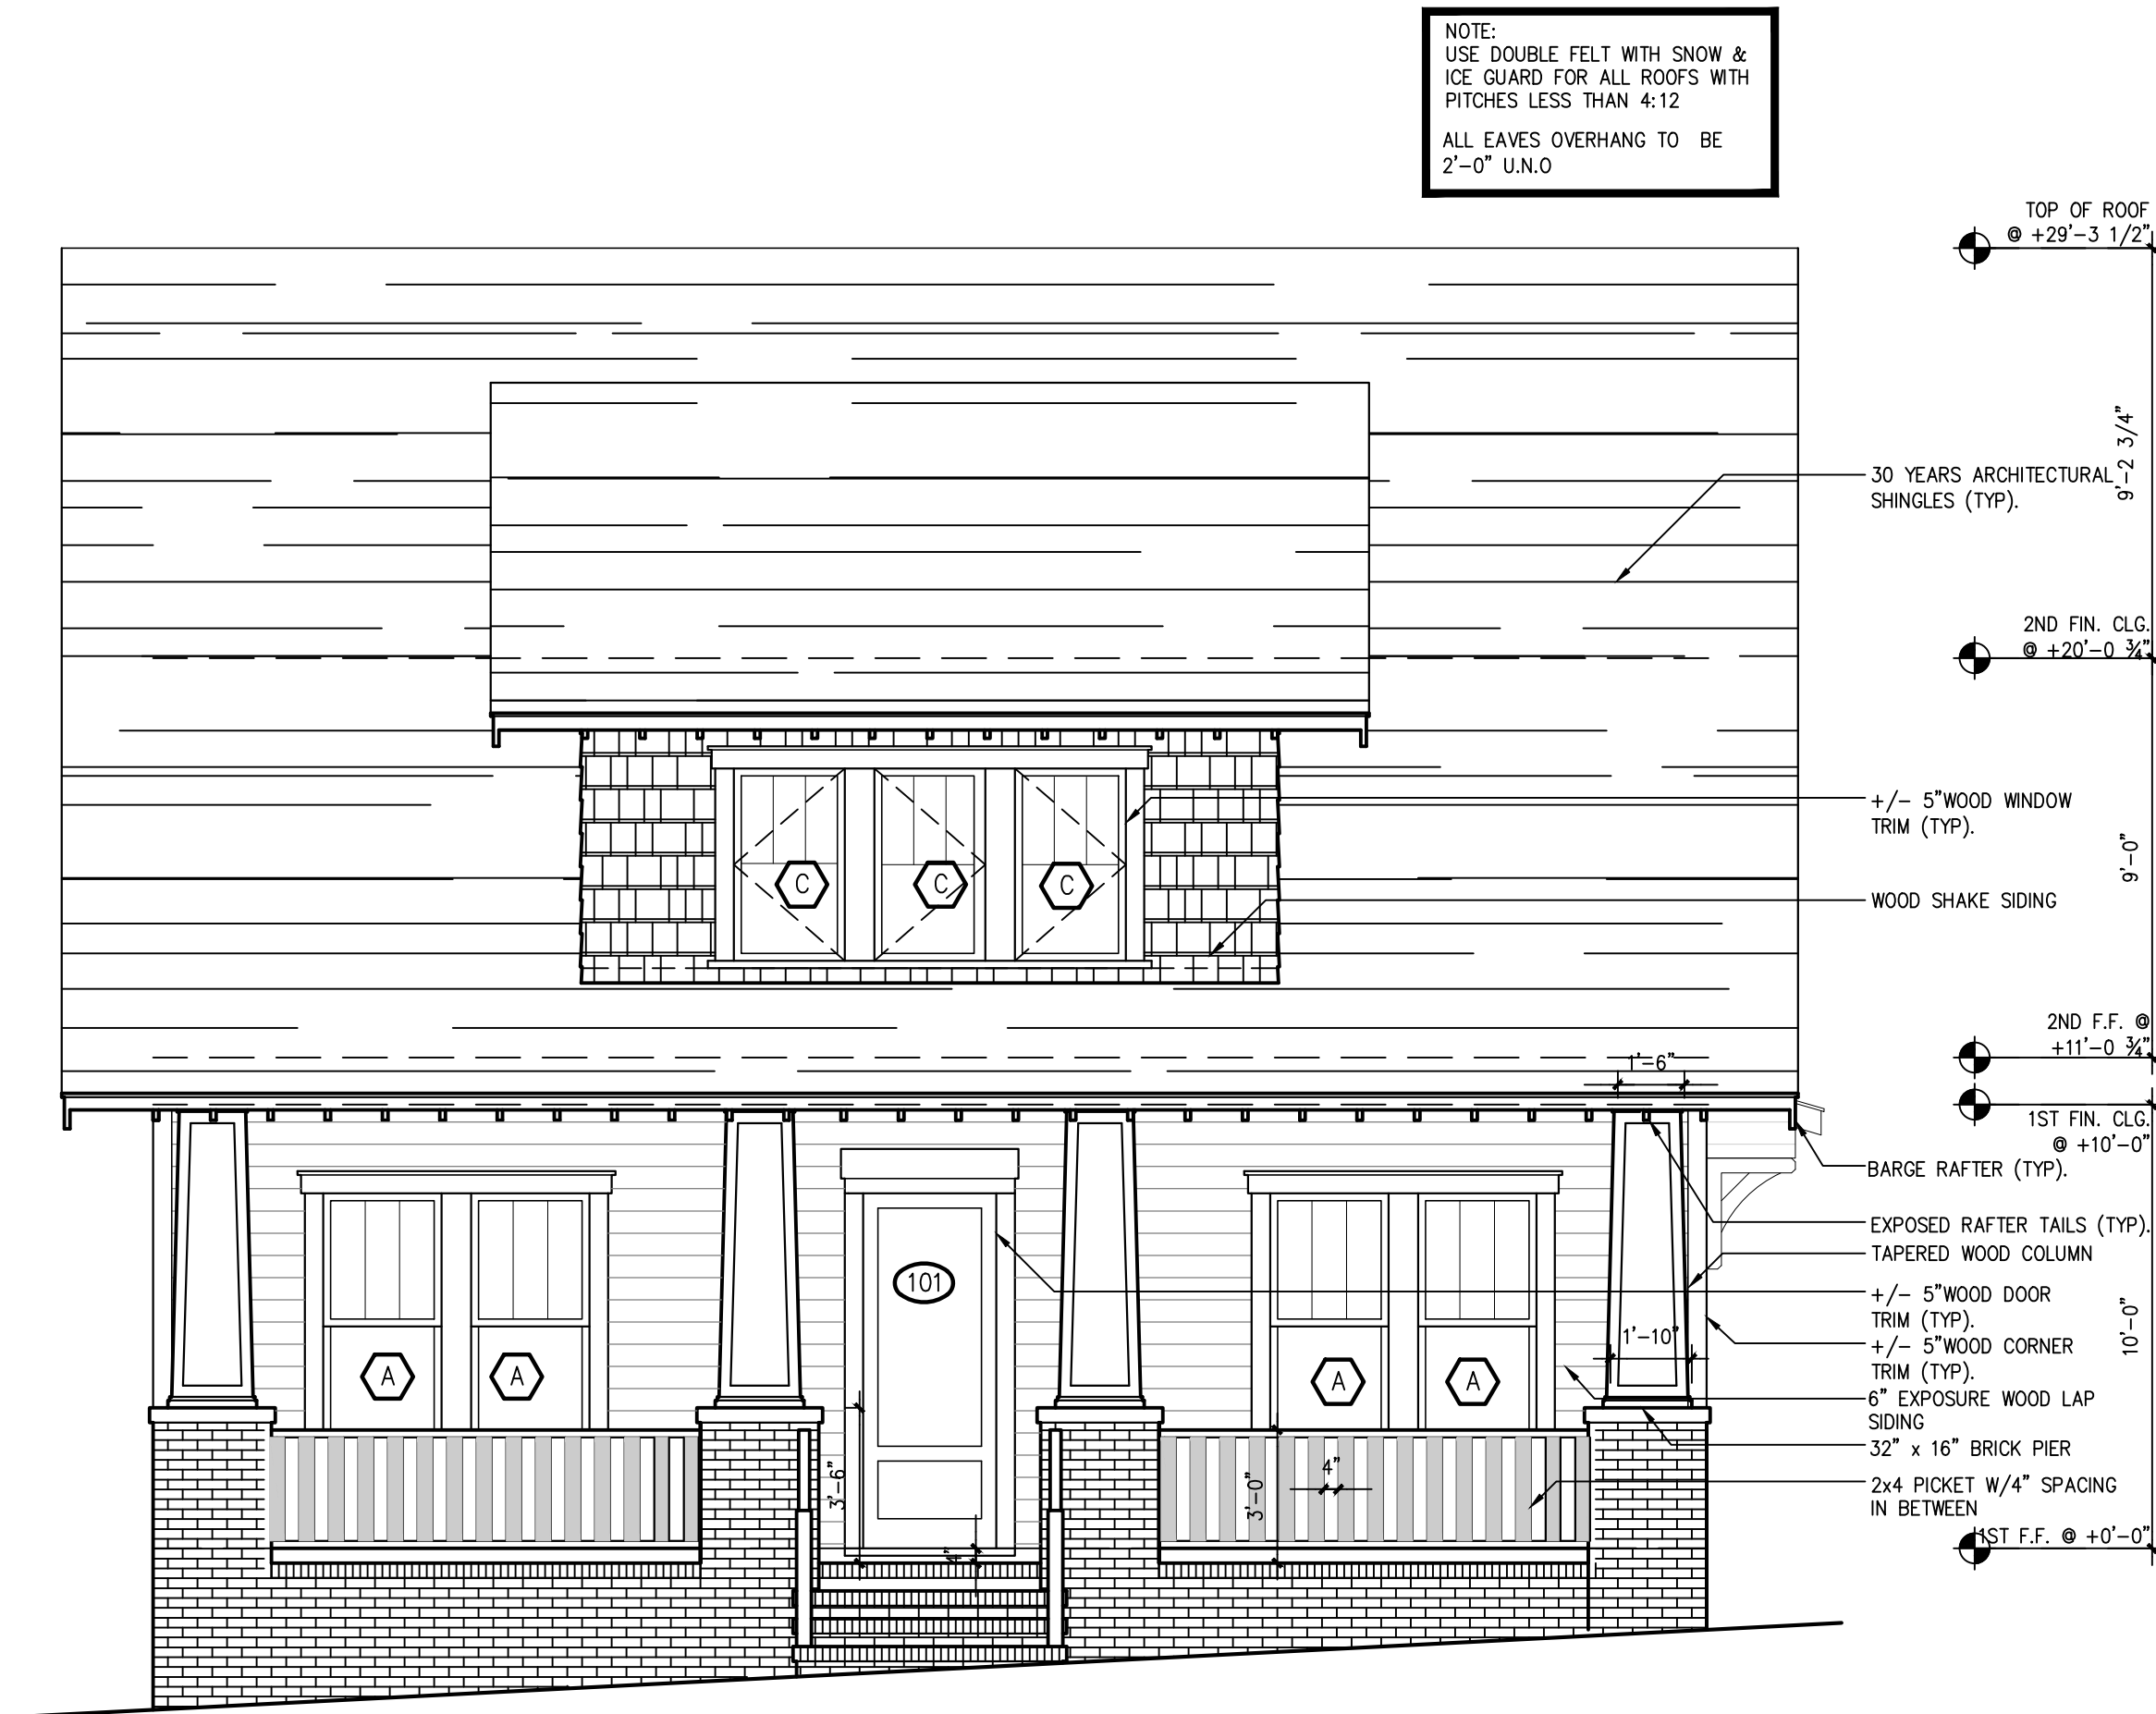 NOTE:
USE DOUBLE FELT WITH SNOW &
ICE GUARD FOR ALL ROOFS WITH
PITCHES LESS THAN 4:12
ALL EAVES OVERHANG TO BE
2'-0" U.N.O
TOP OF ROOF
@ +29'-3 1/2"
9'-2 3/4"
30 YEARS ARCHITECTURAL
SHINGLES (TYP).
2ND FIN. CLG.
@ +20'-0 ¾"
+/- 5"WOOD WINDOW
TRIM (TYP).
9'-0"
C
C
C
WOOD SHAKE SIDING
2ND F.F. @
+11'-0 ¾"
1'-6"
1ST FIN. CLG.
@ +10'-0"
BARGE RAFTER (TYP).
EXPOSED RAFTER TAILS (TYP).
TAPERED WOOD COLUMN
101
+/- 5"WOOD DOOR
TRIM (TYP).
1'-10"
10'-0"
+/- 5"WOOD CORNER
TRIM (TYP).
A
A
A
A
6" EXPOSURE WOOD LAP
SIDING
32" x 16" BRICK PIER
3'-6"
3'-0"
4"
2x4 PICKET W/4" SPACING
IN BETWEEN
4"
1ST F.F. @ +0'-0"